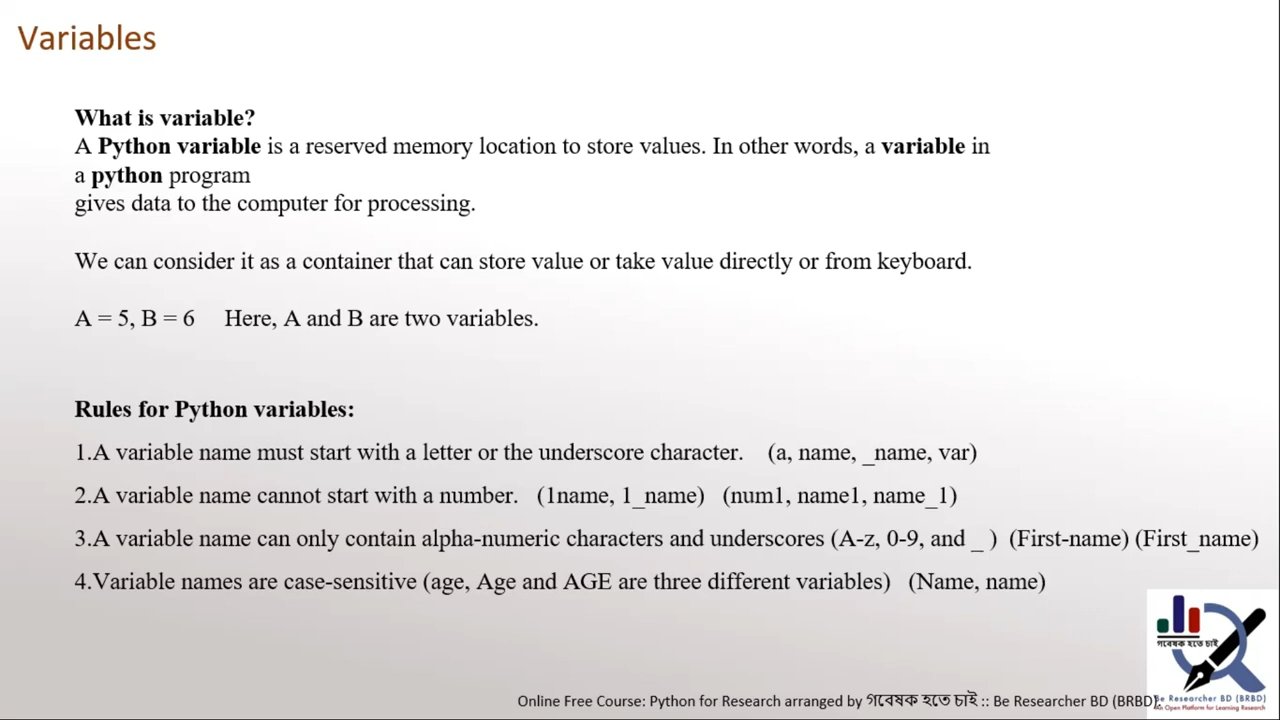 Variables
What is variable?
A Python variable is a reserved memory location to store values. In other words, a variable in
a python program
gives data to the computer for processing.
We can consider it as a container that can store value or take value directly or from keyboard.
A = 5, B = 6 Here, A and B are two variables.
Rules for Python variables:
1.A variable name must start with a letter or the underscore character. (a, name, _name, var)
2.A variable name cannot start with a number. (1name, 1_name) (num1, name1, name_1)
3.A variable name can only contain alpha-numeric characters and underscores (A-z, 0-9, and _ ) (First-name) (First_name)
4.Variable names are case-sensitive (age, Age and AGE are three different variables) (Name, name)
গবেষক হতে চাই
Be Researcher BD (BRBD)
An Open Platform for Learning Research
Online Free Course: Python for Research arranged by গবেষক হতে চাই :: Be Researcher BD (BRBD).